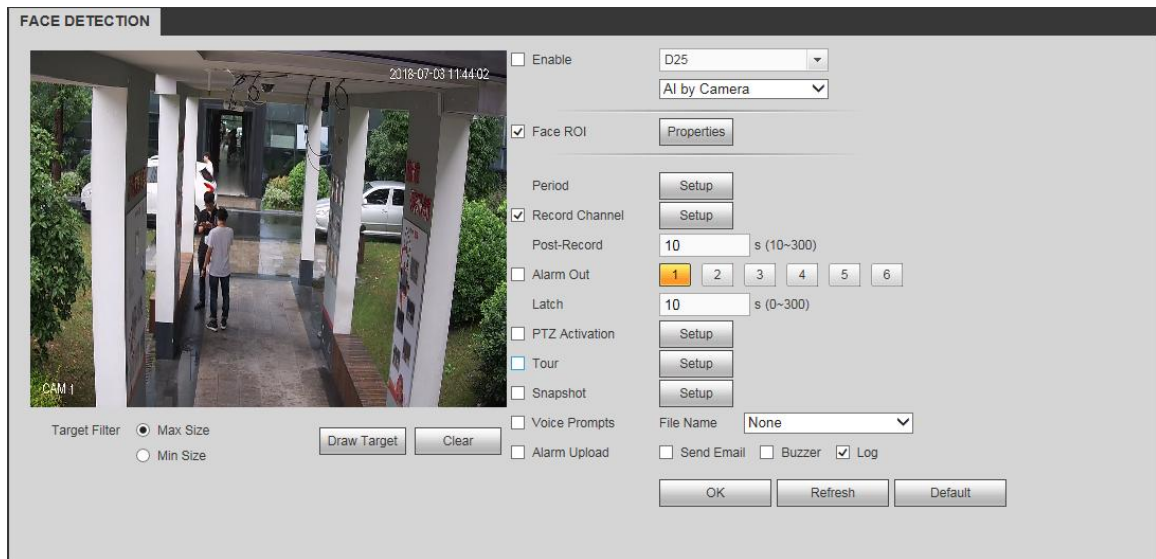 FACE DETECTION
2018-07-03 11:44:02
CAM 1
Target Filter Max Size Draw Target Clear
Min Size
Enable D25
AI by Camera
Face ROI Properties
Period Setup
Record Channel Setup
Post-Record 10 s (10~300)
Alarm Out 1 2 3 4 5 6
Latch 10 s (0~300)
PTZ Activation Setup
Tour Setup
Snapshot Setup
Voice Prompts File Name None
Alarm Upload Send Email Buzzer Log
OK Refresh Default